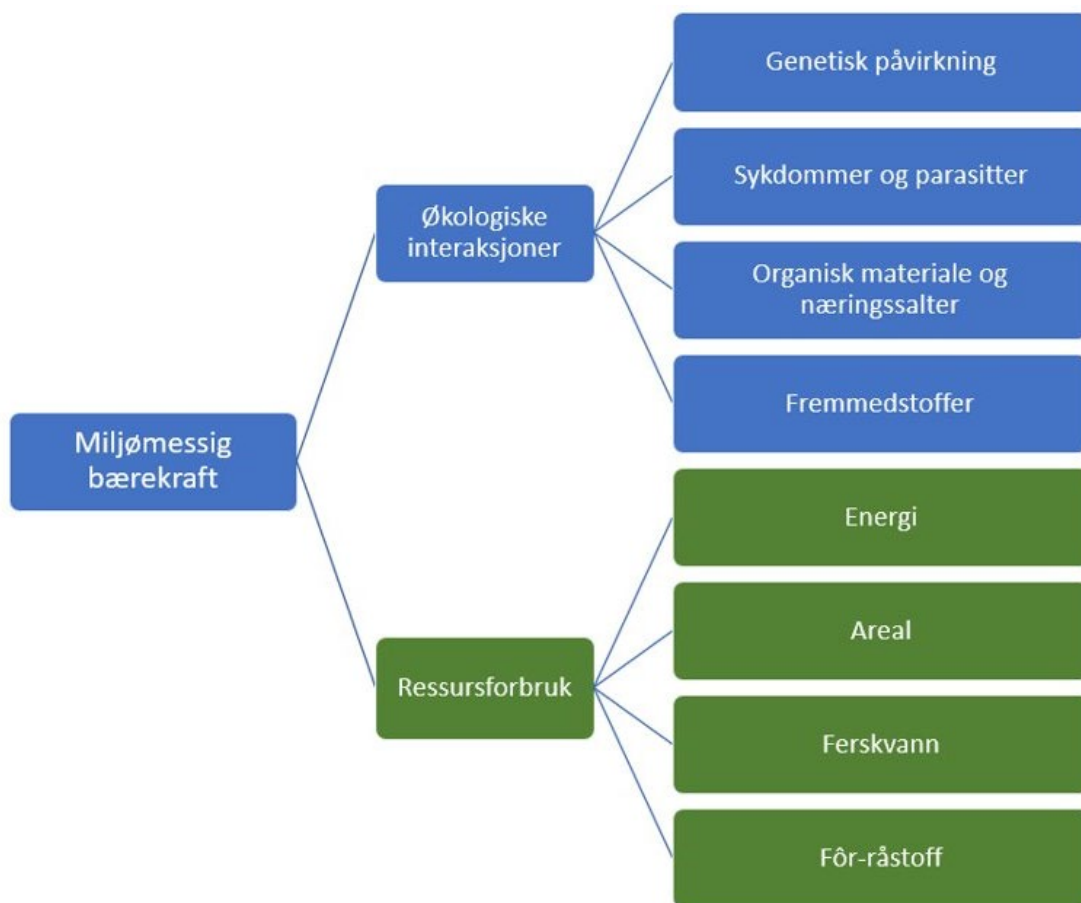 Miljømessig
bærekraft
Økologiske
interaksjoner
Genetisk påvirkning
Sykdommer og parasitter
Organisk materiale og
næringssalter
Fremmedstoffer
Ressursforbruk
Energi
Areal
Ferskvann
Fôr-råstoff